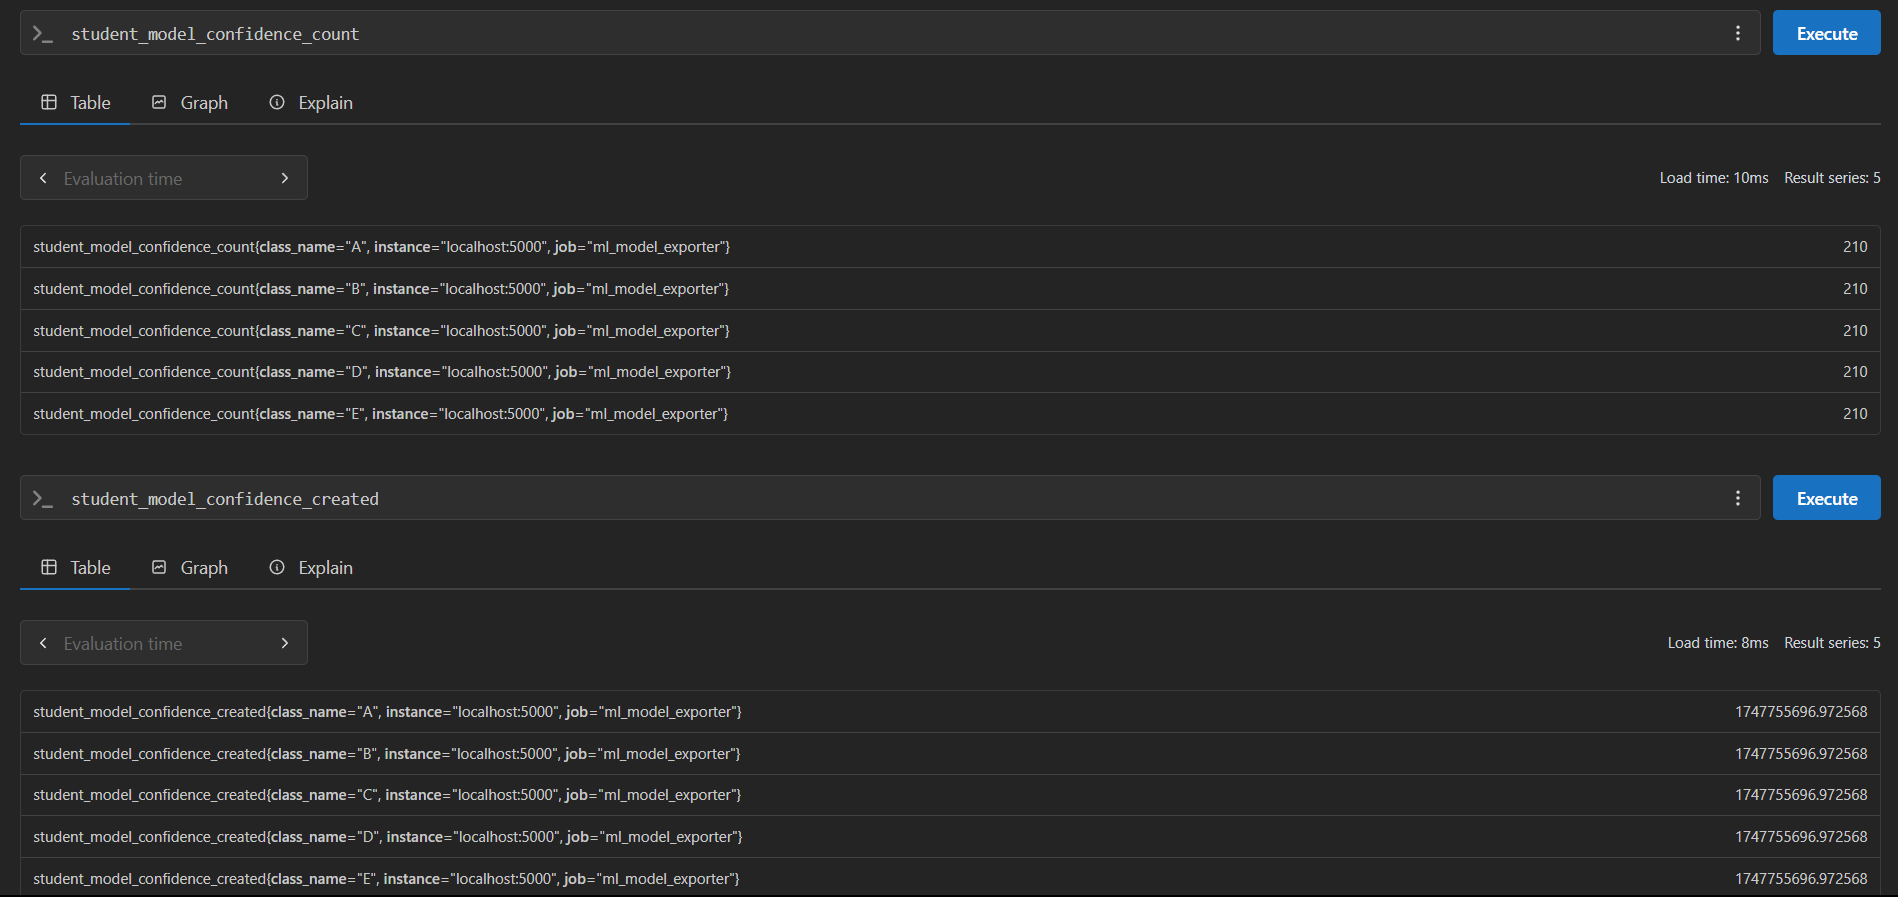 student_model_confidence_count
Execute
Table Graph Explain
Evaluation time Load time: 10ms Result series: 5
student_model_confidence_count{class_name="A", instance="localhost:5000", job="ml_model_exporter"} 210
student_model_confidence_count{class_name="B", instance="localhost:5000", job="ml_model_exporter"} 210
student_model_confidence_count{class_name="C", instance="localhost:5000", job="ml_model_exporter"} 210
student_model_confidence_count{class_name="D", instance="localhost:5000", job="ml_model_exporter"} 210
student_model_confidence_count{class_name="E", instance="localhost:5000", job="ml_model_exporter"} 210
student_model_confidence_created
Execute
Table Graph Explain
Evaluation time Load time: 8ms Result series: 5
student_model_confidence_created{class_name="A", instance="localhost:5000", job="ml_model_exporter"} 1747755696.972568
student_model_confidence_created{class_name="B", instance="localhost:5000", job="ml_model_exporter"} 1747755696.972568
student_model_confidence_created{class_name="C", instance="localhost:5000", job="ml_model_exporter"} 1747755696.972568
student_model_confidence_created{class_name="D", instance="localhost:5000", job="ml_model_exporter"} 1747755696.972568
student_model_confidence_created{class_name="E", instance="localhost:5000", job="ml_model_exporter"} 1747755696.972568